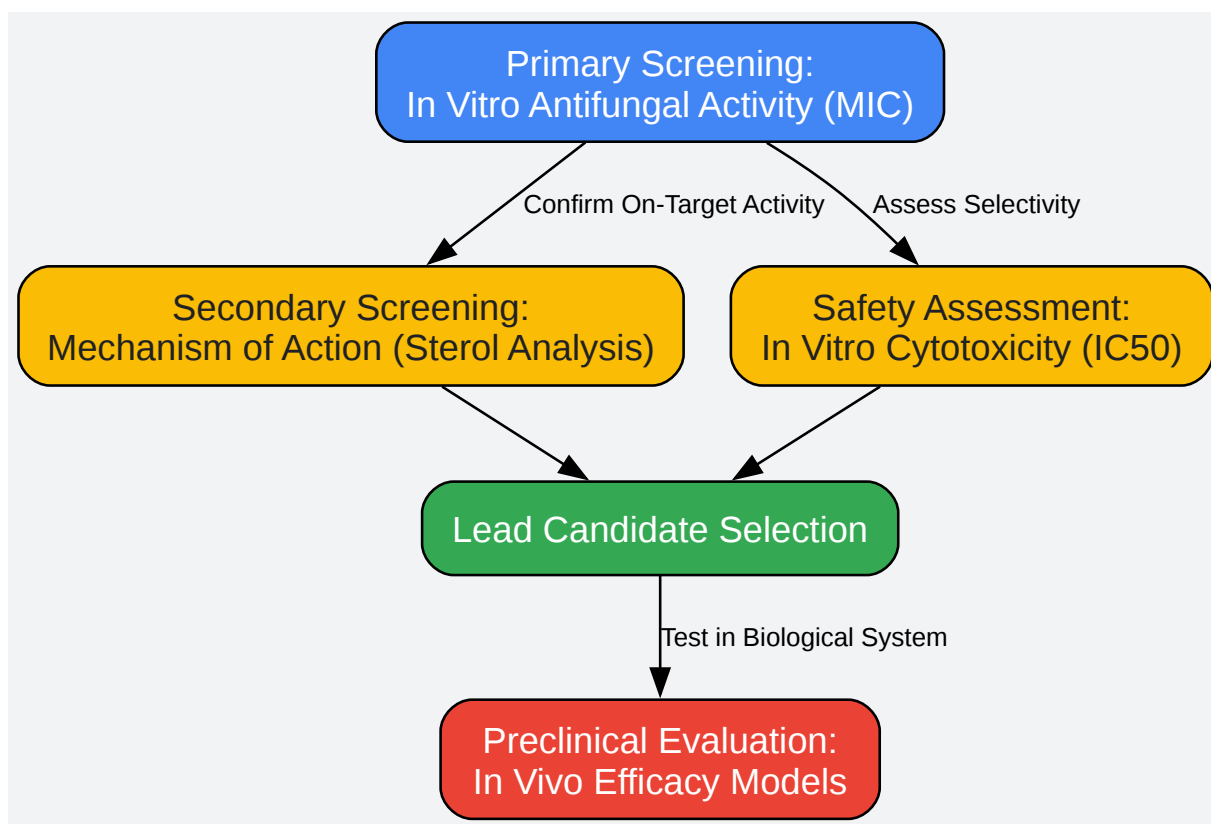 Primary Screening:
In Vitro Antifungal Activity (MIC)
Confirm On-Target Activity
Assess Selectivity
Secondary Screening:
Mechanism of Action (Sterol Analysis)
Safety Assessment:
In Vitro Cytotoxicity (IC50)
Lead Candidate Selection
Test in Biological System
Preclinical Evaluation:
In Vivo Efficacy Models